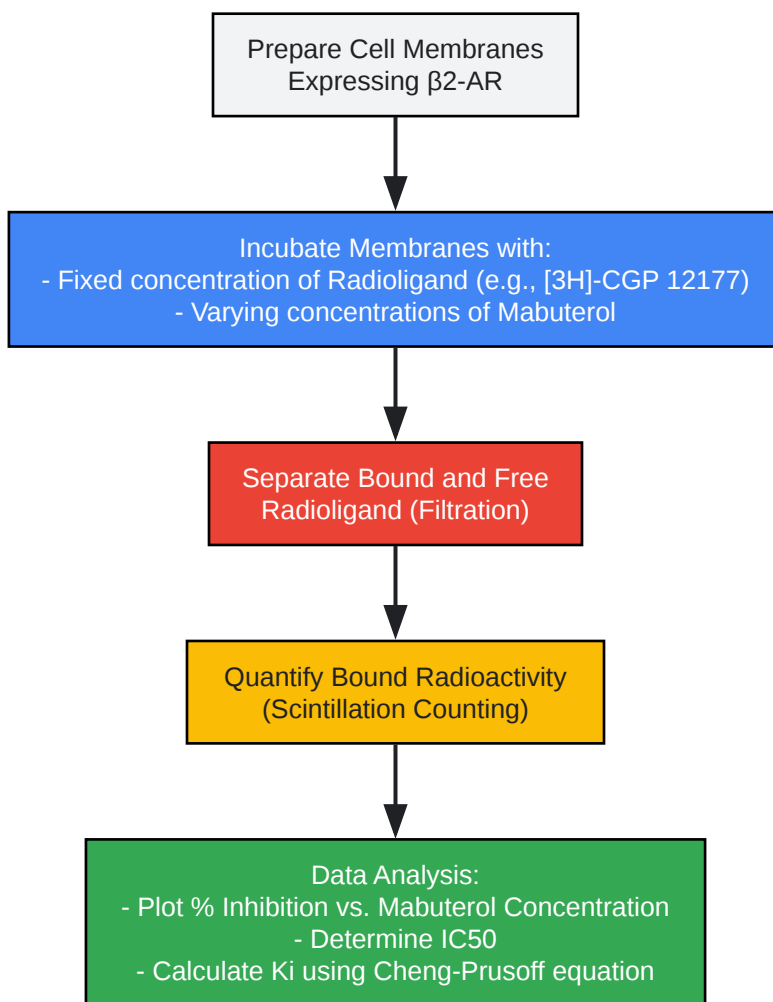 Prepare Cell Membranes
Expressing β2-AR
Incubate Membranes with:
- Fixed concentration of Radioligand (e.g., [3H]-CGP 12177)
- Varying concentrations of Mabuterol
Separate Bound and Free
Radioligand (Filtration)
Quantify Bound Radioactivity
(Scintillation Counting)
Data Analysis:
- Plot % Inhibition vs. Mabuterol Concentration
- Determine IC50
- Calculate Ki using Cheng-Prusoff equation